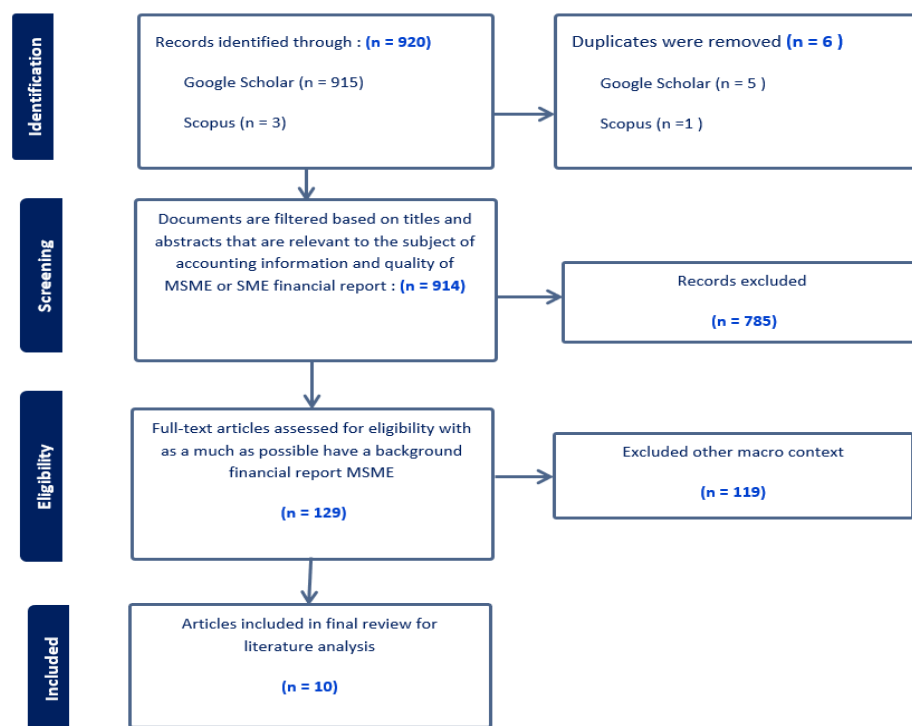 Identification
Records identified through : (n = 920)
Google Scholar (n = 915)
Scopus (n = 3)
Duplicates were removed (n = 6 )
Google Scholar (n = 5 )
Scopus (n =1 )
Screening
Documents are filtered based on titles and
abstracts that are relevant to the subject of
accounting information and quality of
MSME or SME financial report : (n = 914)
Records excluded
(n = 785)
Eligibility
Full-text articles assessed for eligibility with
as a much as possible have a background
financial report MSME
(n = 129)
Excluded other macro context
(n = 119)
Included
Articles included in final review for
literature analysis
(n = 10)